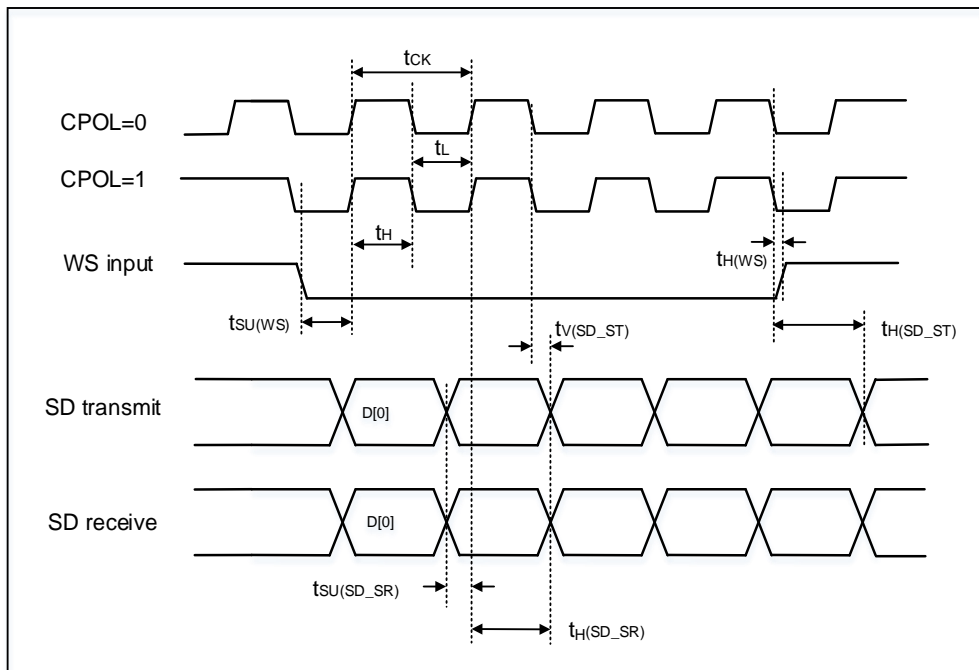 tCK
CPOL=0
tL
CPOL=1
tH
WS input
tH(WS)
tSU(WS)
tV(SD_ST)
tH(SD_ST)
SD transmit
D[0]
SD receive
D[0]
tSU(SD_SR)
tH(SD_SR)